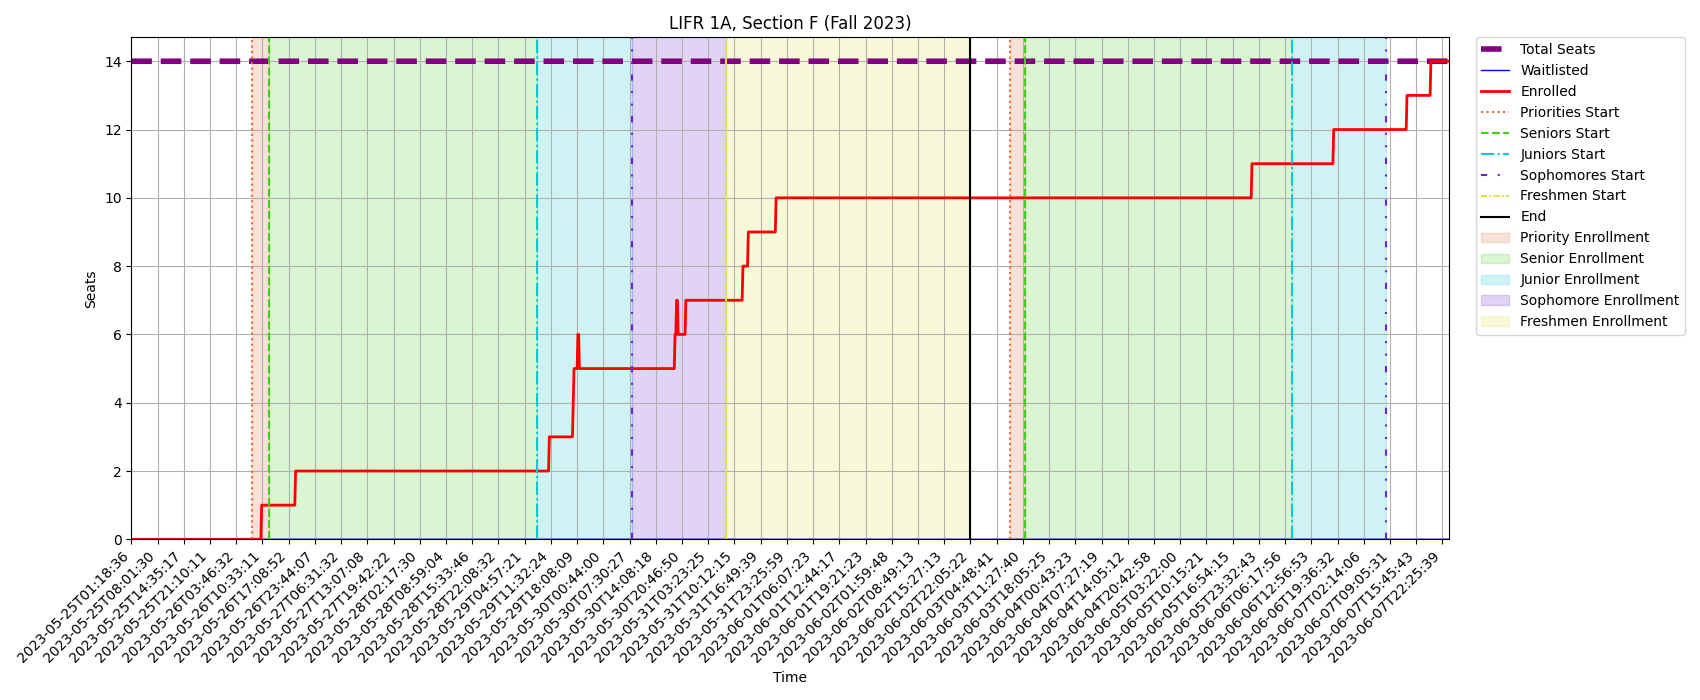 LIFR 1A, Section F (Fall 2023)
Seats
14
12
10
8
6
4
2
0
2023-05-25T01:18:36
2023-05-25T08:01:30
2023-05-25T14:35:17
2023-05-25T21:10:11
2023-05-26T03:46:32
2023-05-26T10:33:11
2023-05-26T17:08:52
2023-05-26T23:44:07
2023-05-27T06:31:32
2023-05-27T13:07:08
2023-05-27T19:42:22
2023-05-28T02:17:30
2023-05-28T08:59:04
2023-05-28T15:33:46
2023-05-28T22:08:32
2023-05-29T04:57:21
2023-05-29T11:32:24
2023-05-29T18:08:09
2023-05-30T00:44:00
2023-05-30T07:30:27
2023-05-30T14:08:18
2023-05-30T20:46:50
2023-05-31T03:23:25
2023-05-31T10:12:15
2023-05-31T16:49:39
2023-05-31T23:25:59
2023-06-01T06:07:23
2023-06-01T12:44:17
2023-06-01T19:21:23
2023-06-02T01:59:48
2023-06-02T08:49:13
2023-06-02T15:27:13
2023-06-02T22:05:22
2023-06-03T04:48:41
2023-06-03T11:27:40
2023-06-03T18:05:25
2023-06-04T00:43:23
2023-06-04T07:27:19
2023-06-04T14:05:12
2023-06-04T20:42:58
2023-06-05T03:22:00
2023-06-05T10:15:21
2023-06-05T16:54:15
2023-06-05T23:32:43
2023-06-06T06:17:56
2023-06-06T12:56:53
2023-06-06T19:36:32
2023-06-07T02:14:06
2023-06-07T09:05:31
2023-06-07T15:45:43
2023-06-07T22:25:39
Time
Total Seats
Waitlisted
Enrolled
Priorities Start
Seniors Start
Juniors Start
Sophomores Start
Freshmen Start
End
Priority Enrollment
Senior Enrollment
Junior Enrollment
Sophomore Enrollment
Freshmen Enrollment